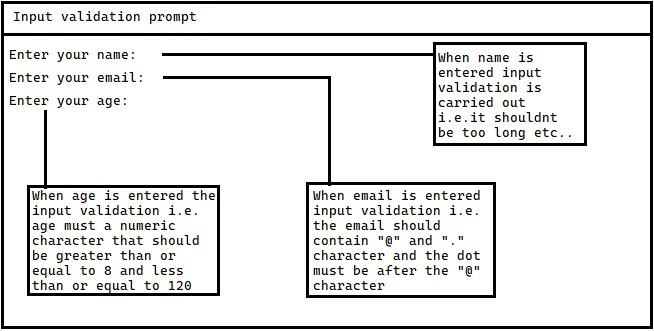 Input validation prompt
Enter your name:
Enter your email:
Enter your age:
When name is
entered input
validation is
carried out
i.e.it shouldnt
be too long etc..
When age is entered the
input validation i.e.
age must a numeric
character that should
be greater than or
equal to 8 and less
than or equal to 120
When email is entered
input validation i.e.
the email should
contain "@" and "."
character and the dot
must be after the "@"
character